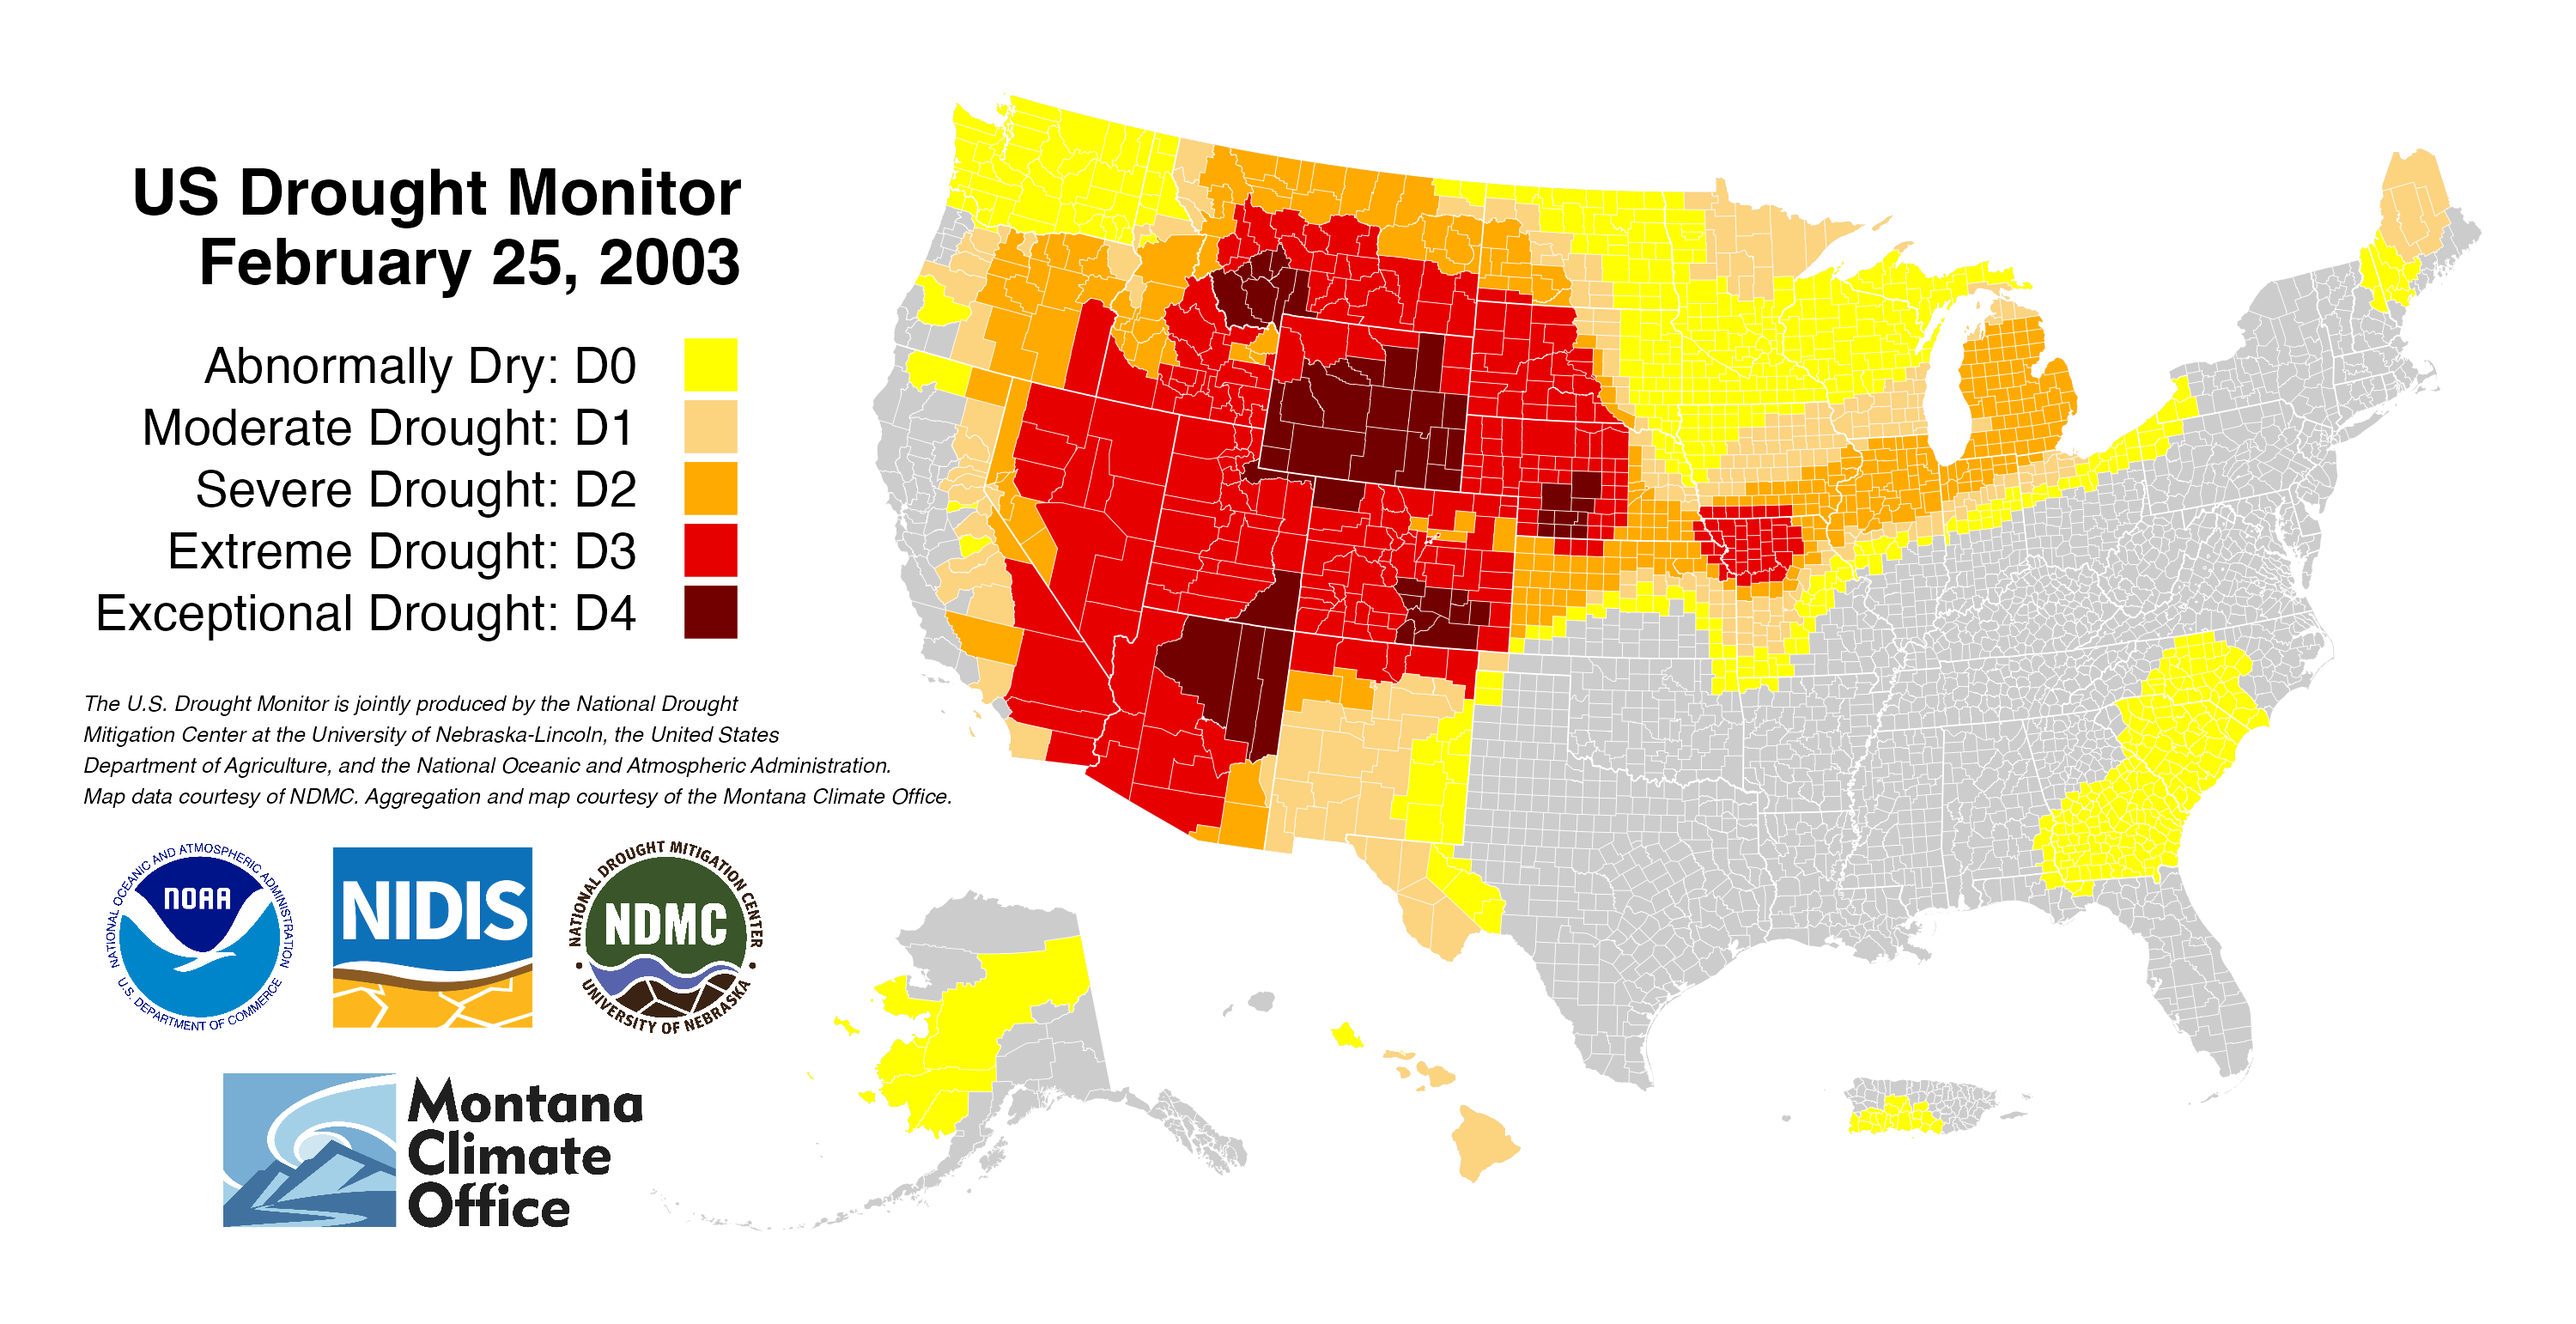 US Drought Monitor
February 25, 2003
Abnormally Dry: D0
Moderate Drought: D1
Severe Drought: D2
Extreme Drought: D3
Exceptional Drought: D4
The U.S. Drought Monitor is jointly produced by the National Drought
Mitigation Center at the University of Nebraska-Lincoln, the United States
Department of Agriculture, and the National Oceanic and Atmospheric Administration.
Map data courtesy of NDMC. Aggregation and map courtesy of the Montana Climate Office.
NATIONAL OCEANIC AND ATMOSPHERIC ADMINISTRATION
NOAA
U.S. DEPARTMENT OF COMMERCE
NIDIS
NATIONAL DROUGHT MITIGATION CENTER
NDMC
UNIVERSITY OF NEBRASKA
Montana
Climate
Office